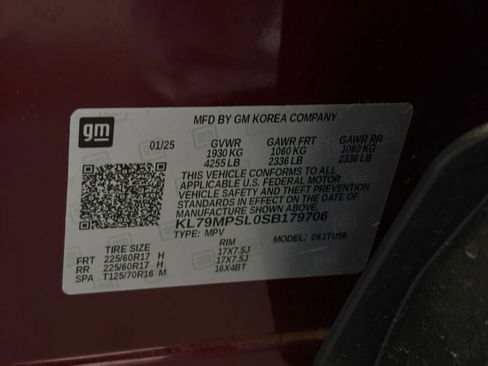 MFD BY GM KOREA COMPANY
gm
01/25 GVWR GAWR FRT GAWR RR
1930 KG 1060 KG 1060 KG
4255 LB 2336 LB 2336 LB
THIS VEHICLE CONFORMS TO ALL
APPLICABLE U.S. FEDERAL MOTOR
VEHICLE SAFETY AND THEFT PREVENTION
STANDARDS IN EFFECT ON THE DATE
OF MANUFACTURE SHOWN ABOVE.
KL79MPSL0SB179706
TYPE: MPV MODEL: 061TU56
TIRE SIZE RIM
FRT 225/60R17 H 17X7.5J
RR 225/60R17 H 17X7.5J
SPA T125/70R16 M 16X4BT